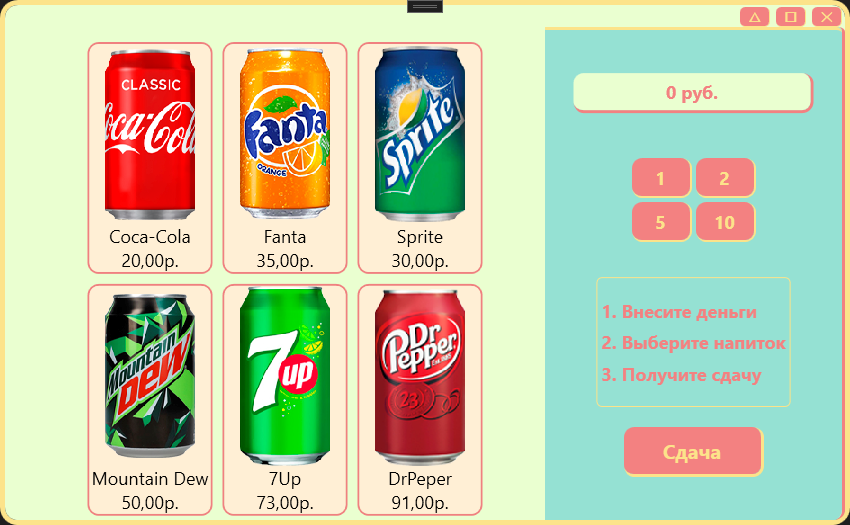 0 руб.
CLASSIC
Coca-Cola
Fanta
ORANGE
Sprite
Coca-Cola
20,00р.
Fanta
35,00р.
Sprite
30,00р.
1
2
5
10
1. Внесите деньги
2. Выберите напиток
3. Получите сдачу
Сдача
Mountain
Dew
7up
Dr
Pepper
23
Mountain Dew
50,00р.
7Up
73,00р.
DrPeper
91,00р.